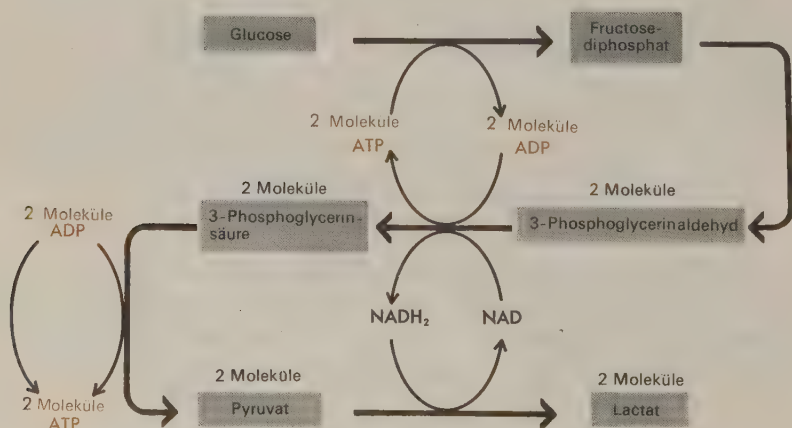 Glucose
Fructose-
diphosphat
2 Moleküle
ATP
2 Moleküle
ADP
2 Moleküle
3-Phosphoglycerin-
säure
2 Moleküle
3-Phosphoglycerinaldehyd
2 Moleküle
ADP
NADH₂
NAD
2 Moleküle
ATP
2 Moleküle
Pyruvat
2 Moleküle
Lactat